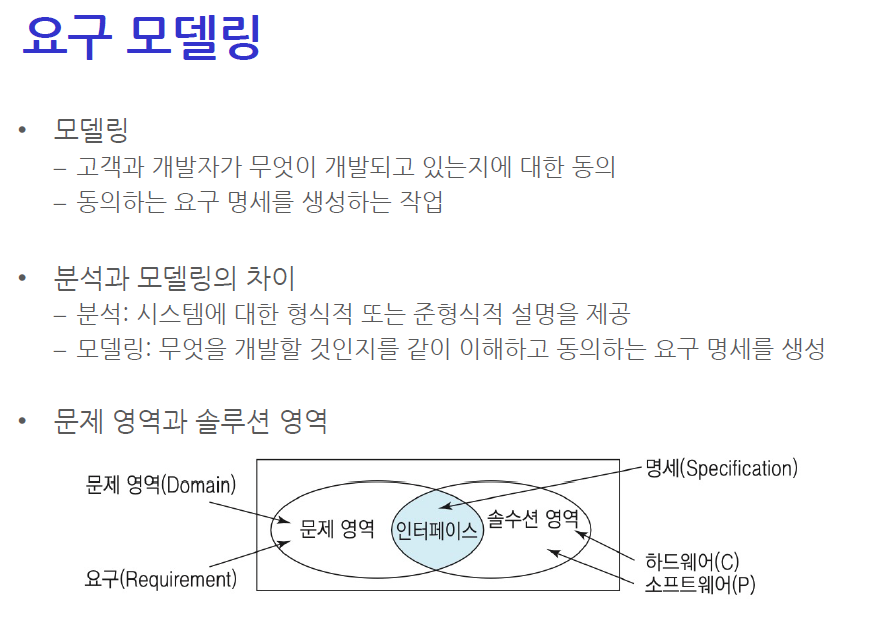 요구 모델링
• 모델링
– 고객과 개발자가 무엇이 개발되고 있는지에 대한 동의
– 동의하는 요구 명세를 생성하는 작업
• 분석과 모델링의 차이
– 분석: 시스템에 대한 형식적 또는 준형식적 설명을 제공
– 모델링: 무엇을 개발할 것인지를 같이 이해하고 동의하는 요구 명세를 생성
• 문제 영역과 솔루션 영역
명세(Specification)
문제 영역(Domain)
문제 영역
인터페이스
솔수션 영역
하드웨어(C)
요구(Requirement)
소프트웨어(P)